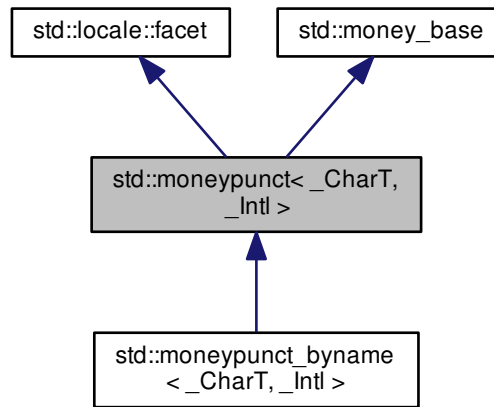 std::locale::facet
std::money_base
std::moneypunct< _CharT,
_Intl >
std::moneypunct_byname
< _CharT, _Intl >